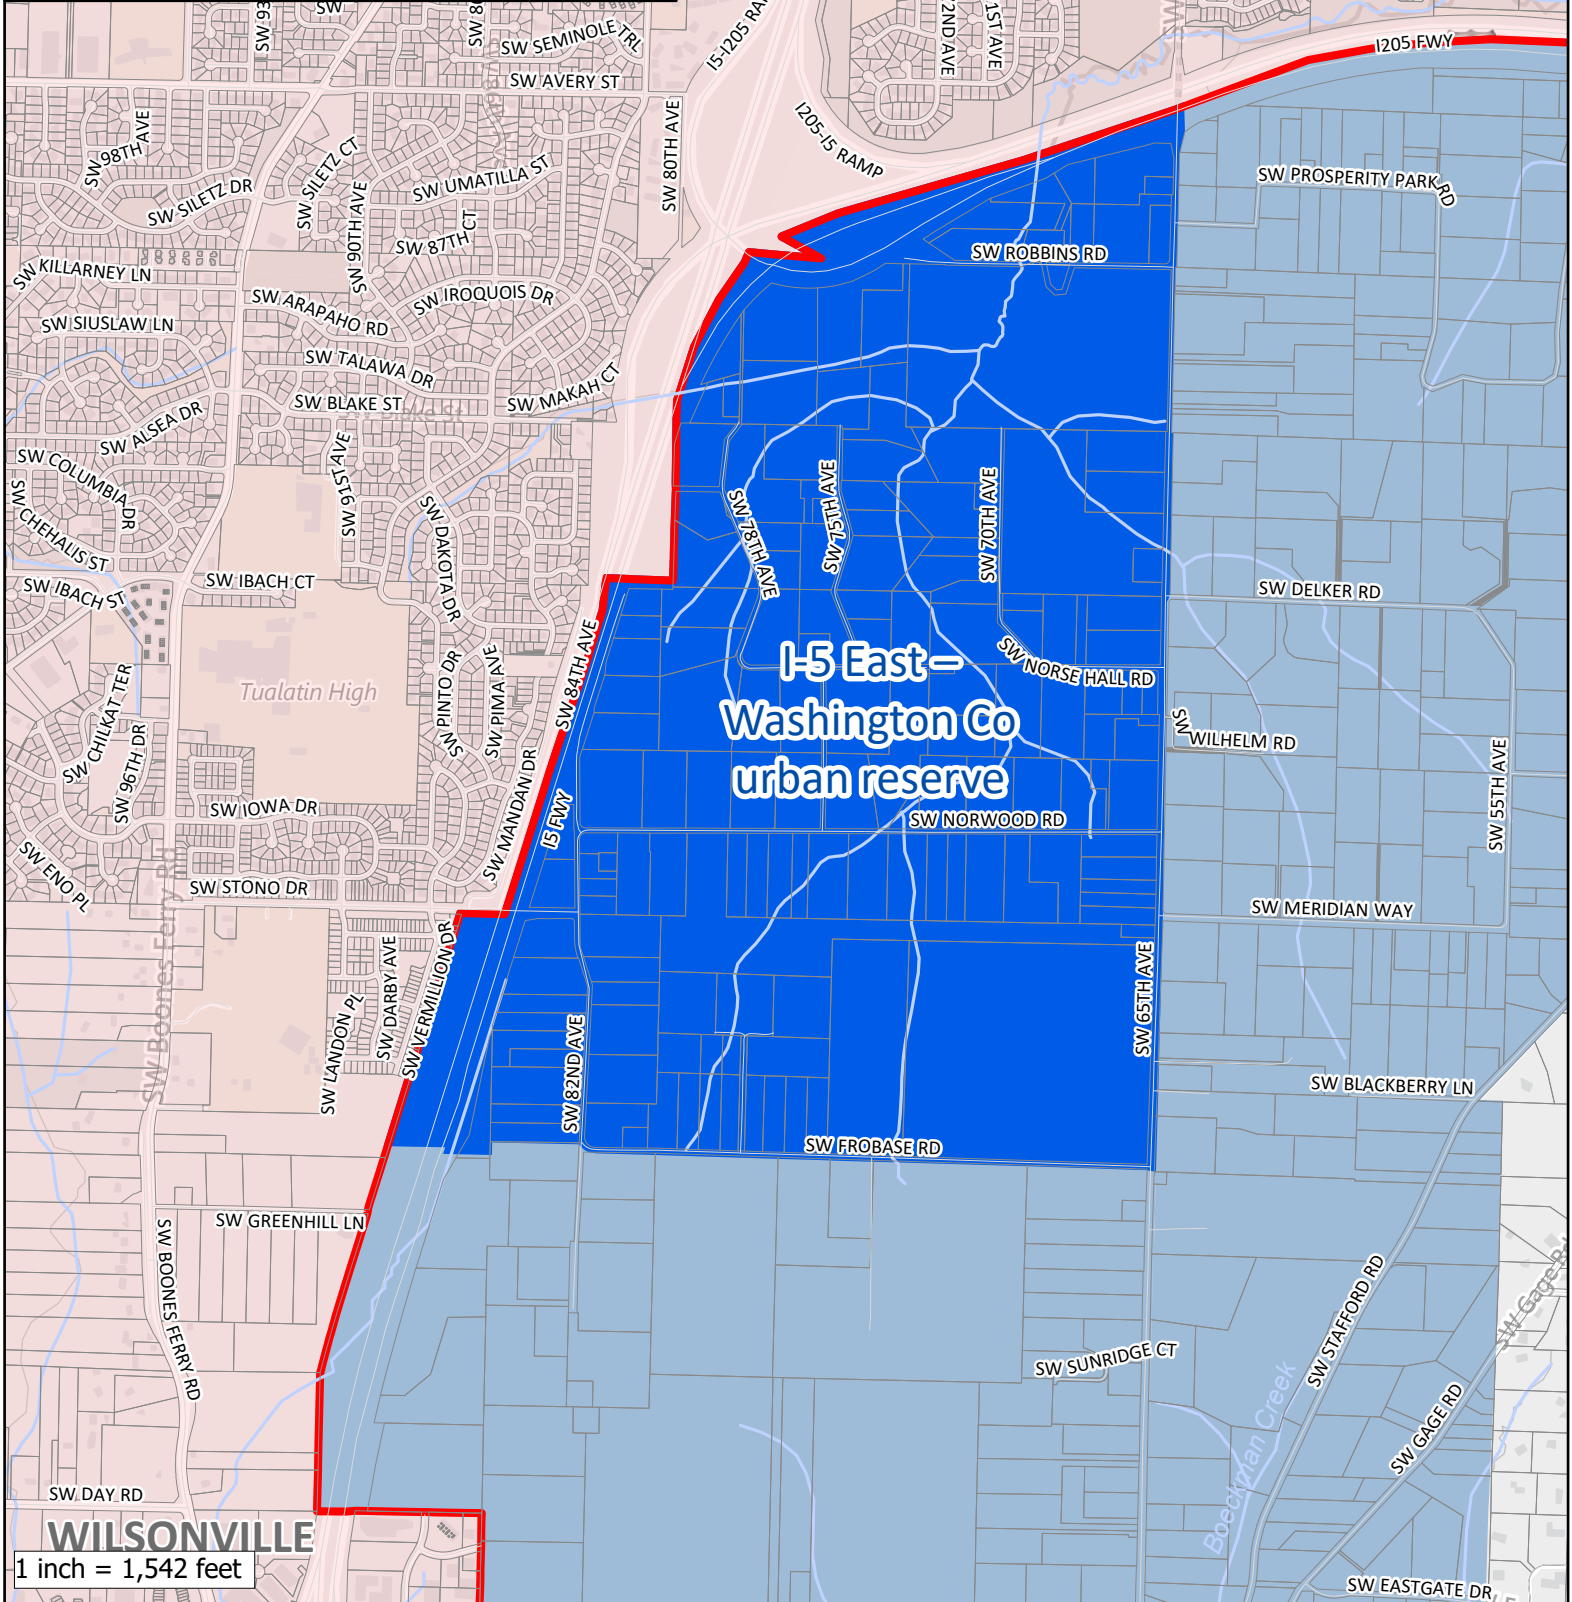 SW
SW 93
SW 8
SW SEMINOLE TRL
I5-I205 RA
2ND AVE
1ST AVE
SW
I205 FWY
SW AVERY ST
SW 80TH AVE
I205-I5 RAMP
SW 98TH AVE
SW SILETZ CT
SW SILETZ DR
SW 90TH AVE
SW UMATILLA ST
SW 87TH CT
SW PROSPERITY PARK RD
SW ROBBINS RD
SW KILLARNEY LN
SW ARAPAHO RD
SW IROQUOIS DR
SW SIUSLAW LN
SW TALAWA DR
SW BLAKE ST
SW MAKAH CT
SW ALSEA DR
SW COLUMBIA DR
SW 91ST AVE
SW CHEHALIS ST
SW DAKOTA DR
SW 78TH AVE
SW 75TH AVE
SW 70TH AVE
SW IBACH CT
SW IBACH ST
SW DELKER RD
SW 84TH AVE
I-5 East –
Washington Co
urban reserve
SW NORSE HALL RD
Tualatin High
SW PINTO DR
SW PIMA AVE
SW CHILKAT TER
SW 96TH DR
SW WILHELM RD
SW 55TH AVE
SW MANDAN DR
I5 FWY
SW IOWA DR
SW NORWOOD RD
SW ENO PL
SW STONO DR
SW Boones Ferry Rd
SW MERIDIAN WAY
SW DARBY AVE
SW VERMILLION DR
SW LANDON PL
SW 82ND AVE
SW 65TH AVE
SW BLACKBERRY LN
SW FROBASE RD
SW GREENHILL LN
SW BOONES FERRY RD
SW STAFFORD RD
SW Gage Rd
SW SUNRIDGE CT
SW GAGE RD
Boeckman Creek
SW DAY RD
WILSONVILLE
1 inch = 1,542 feet
SW EASTGATE DR